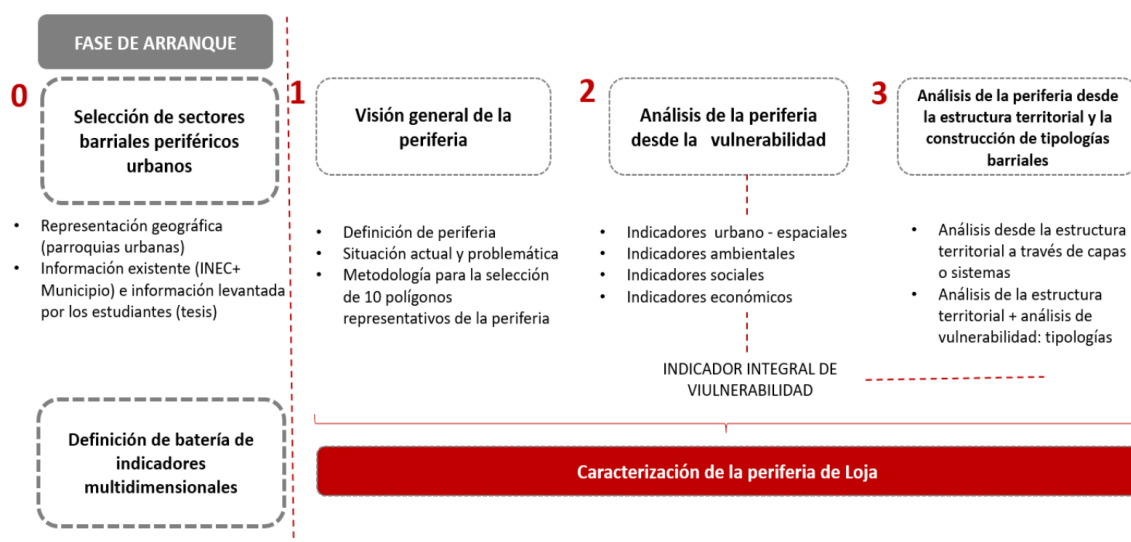 FASE DE ARRANQUE
0
Selección de sectores
barriales periféricos
urbanos
• Representación geográfica
(parroquias urbanas)
• Información existente (INEC+
Municipio) e información levantada
por los estudiantes (tesis)
Definición de batería de
indicadores
multidimensionales
1
Visión general de la
periferia
• Definición de periferia
• Situación actual y problemática
• Metodología para la selección
de 10 polígonos
representativos de la periferia
2
Análisis de la periferia
desde la vulnerabilidad
• Indicadores urbano - espaciales
• Indicadores ambientales
• Indicadores sociales
• Indicadores económicos
INDICADOR INTEGRAL DE
VIULNERABILIDAD
3
Análisis de la periferia desde
la estructura territorial y la
construcción de tipologías
barriales
• Análisis desde la estructura
territorial a través de capas
o sistemas
• Análisis de la estructura
territorial + análisis de
vulnerabilidad: tipologías
Caracterización de la periferia de Loja